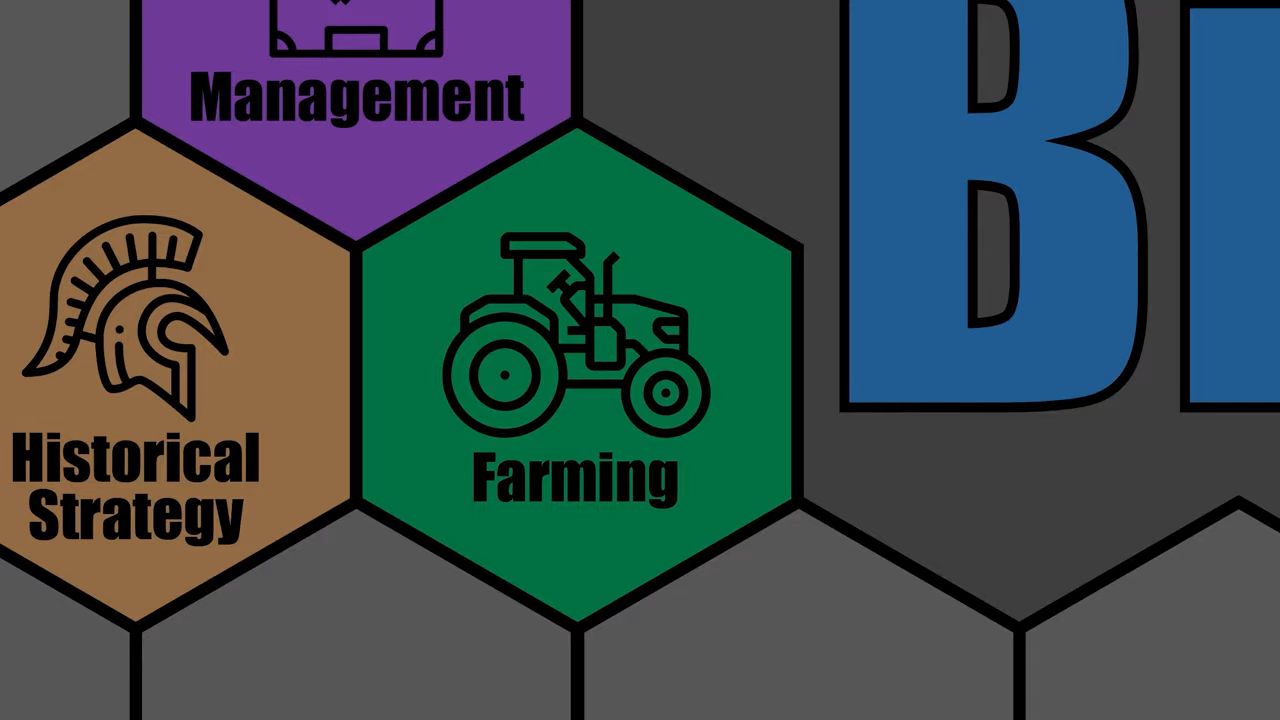 Management
B
Historical
Strategy
Farming